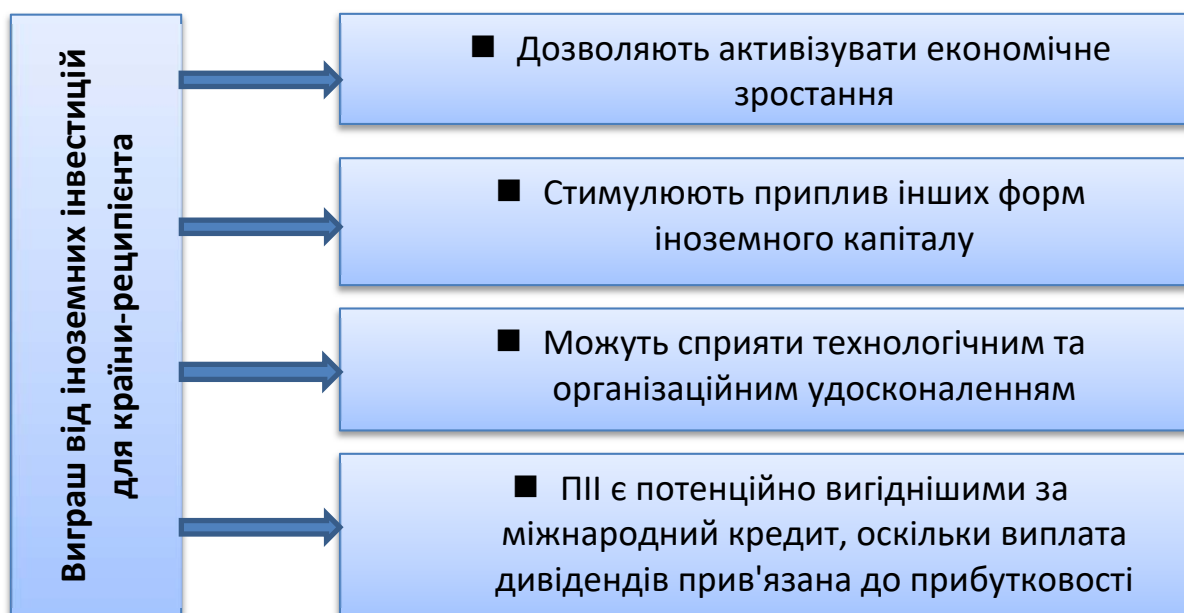 Виграш від іноземних інвестицій
для країни-реципієнта
■ Дозволяють активізувати економічне
зростання
■ Стимулюють приплив інших форм
іноземного капіталу
■ Можуть сприяти технологічним та
організаційним удосконаленням
■ ПІІ є потенційно вигіднішими за
міжнародний кредит, оскільки виплата
дивідендів прив'язана до прибутковості